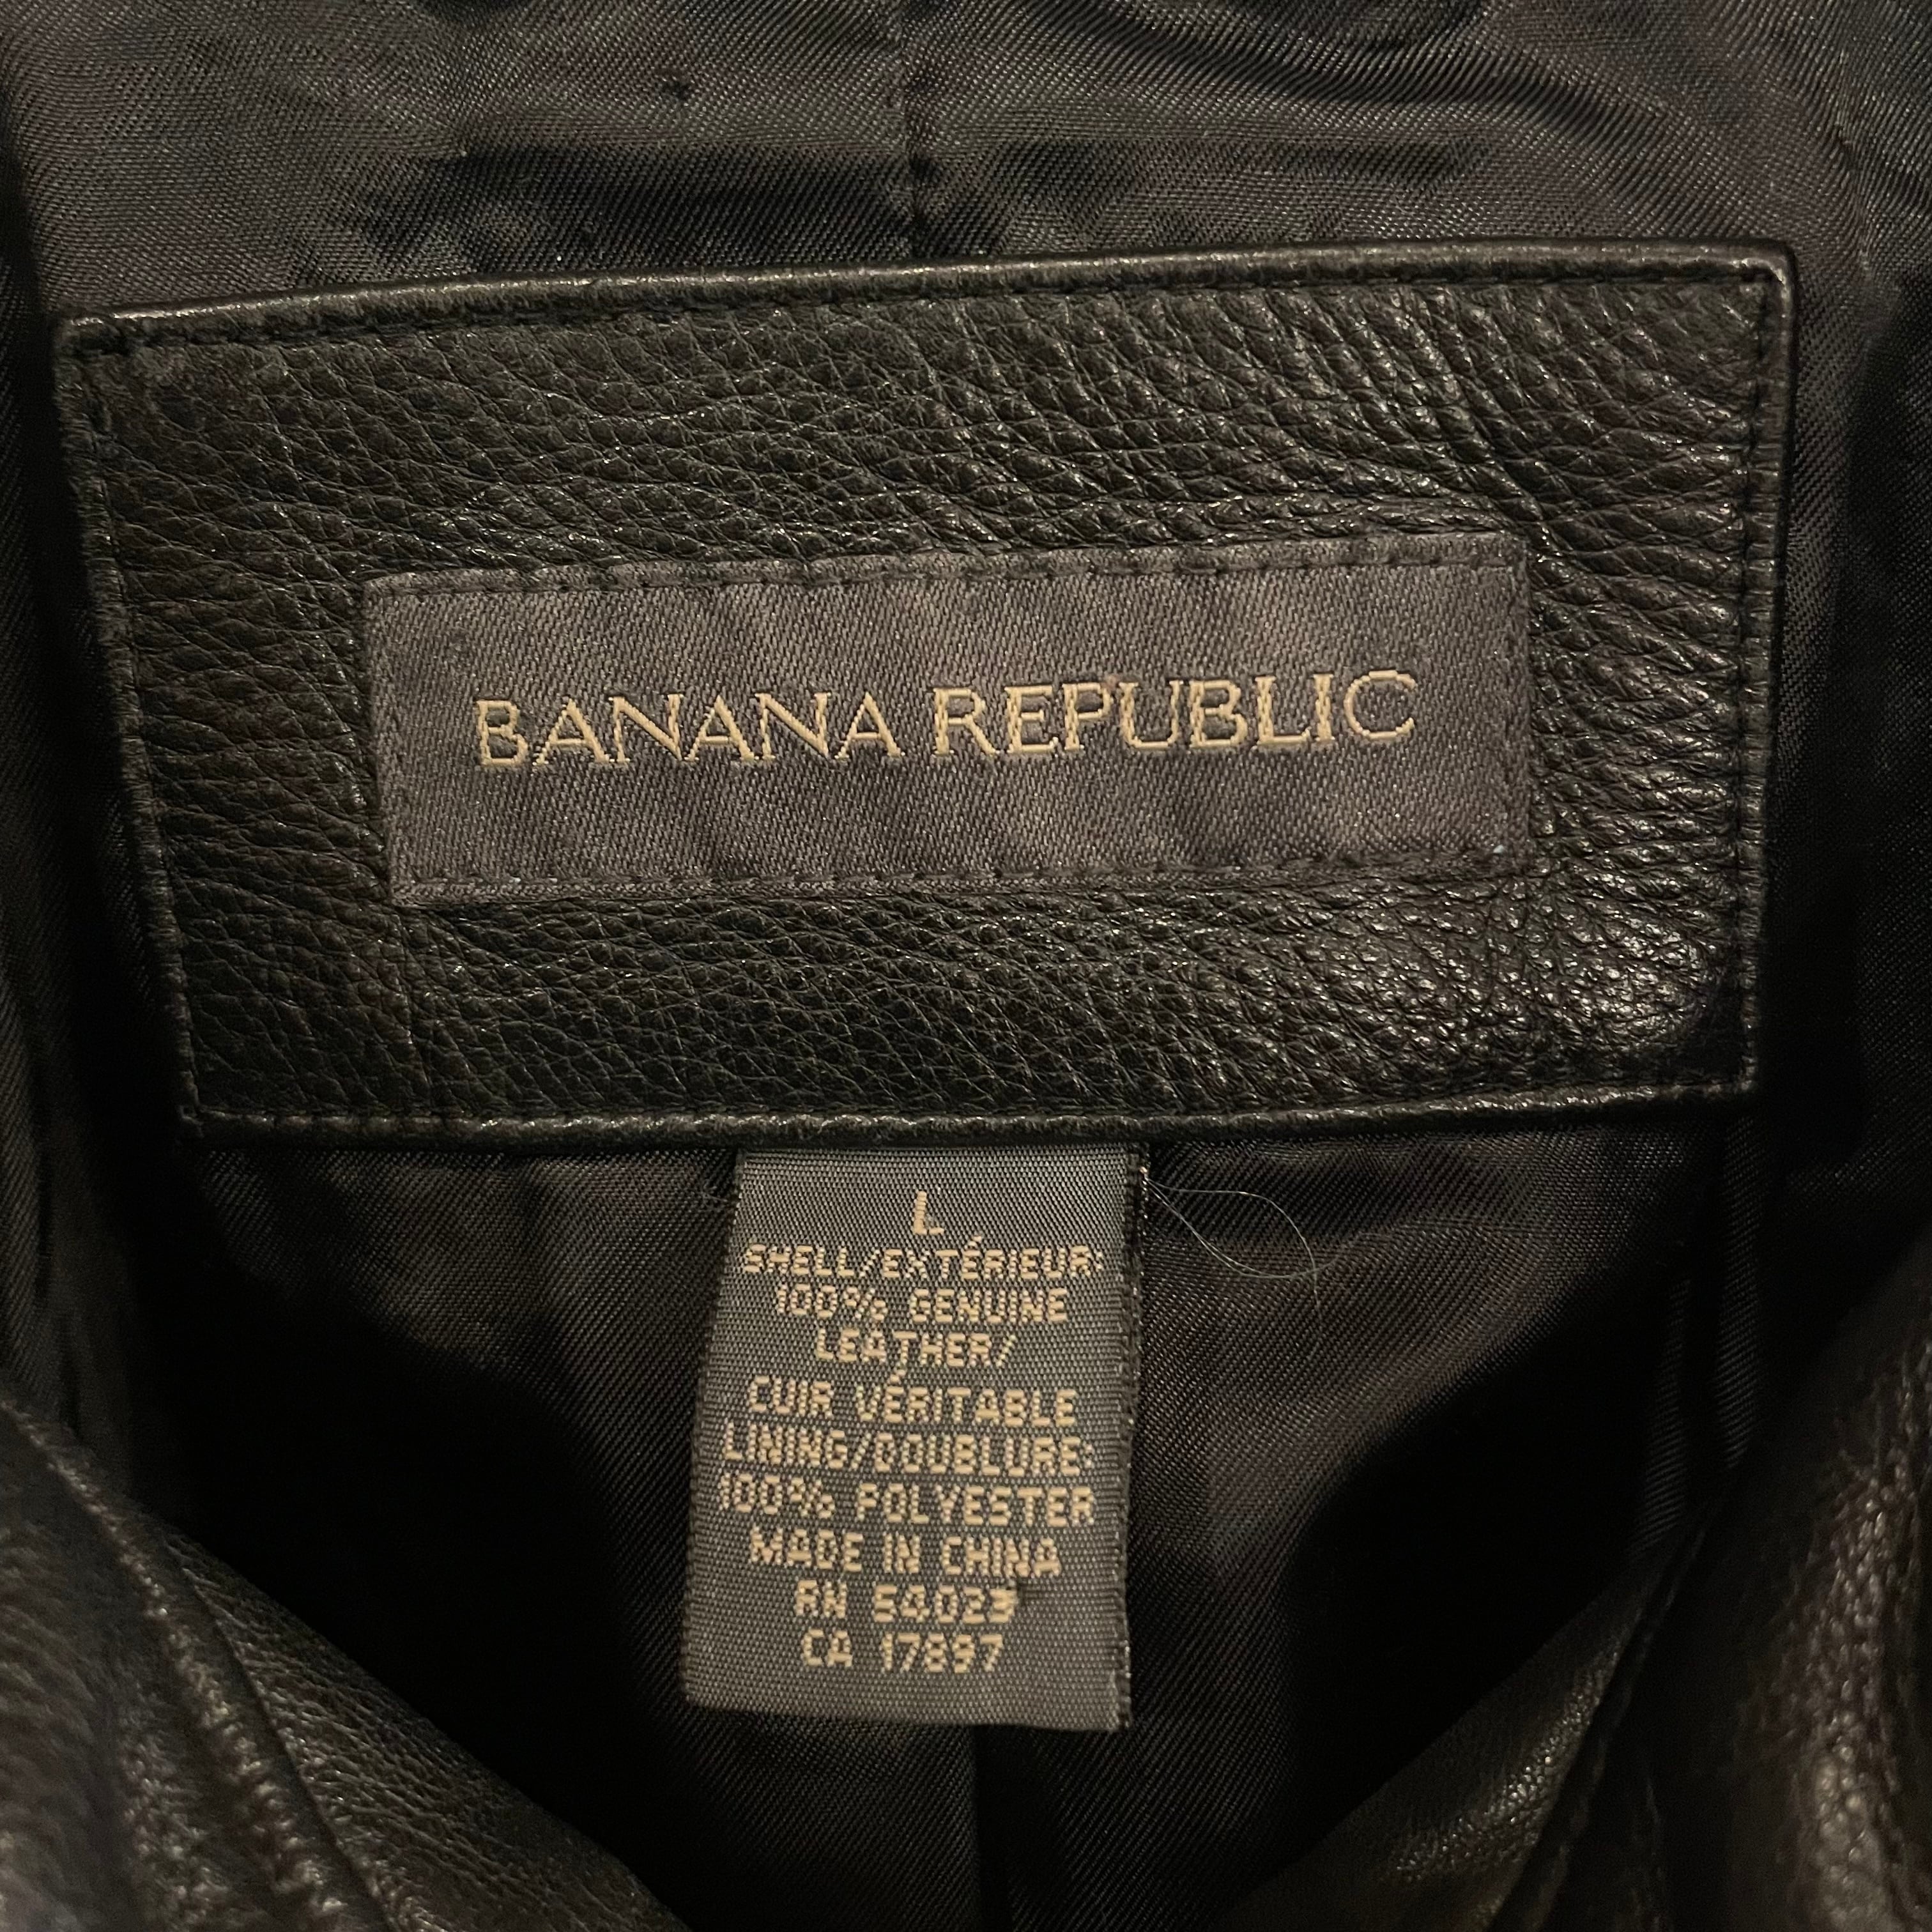 BANANA REPUBLIC
L
SHELL/EXTÉRIEUR:
100% GENUINE
LEATHER/
CUIR VÉRITABLE
LINING/DOUBLURE:
100% POLYESTER
MADE IN CHINA
RN 54023
CA 17897